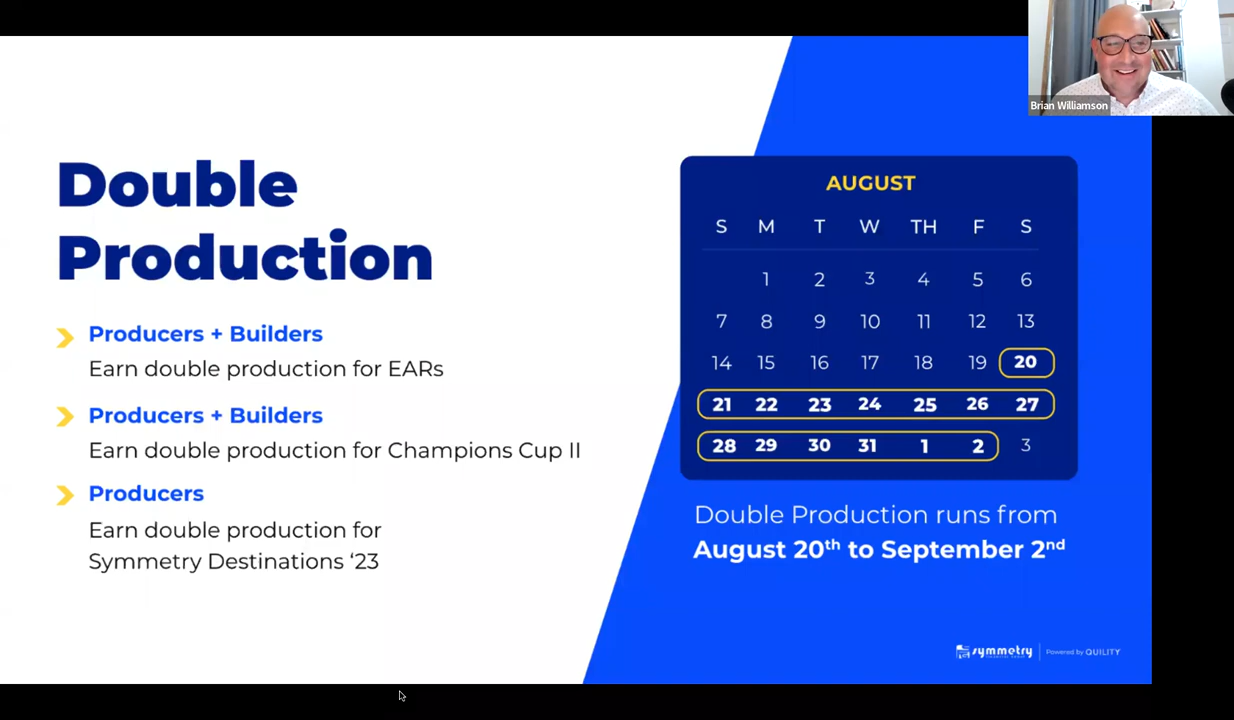 Brian Williamson
Double
Production
Producers + Builders
Earn double production for EARs
Producers + Builders
Earn double production for Champions Cup II
Producers
Earn double production for
Symmetry Destinations ‘23
AUGUST
S M T W TH F S
1 2 3 4 5 6
7 8 9 10 11 12 13
14 15 16 17 18 19 20
21 22 23 24 25 26 27
28 29 30 31 1 2 3
Double Production runs from
August 20th to September 2nd
symmetry
Powered by QUILITY